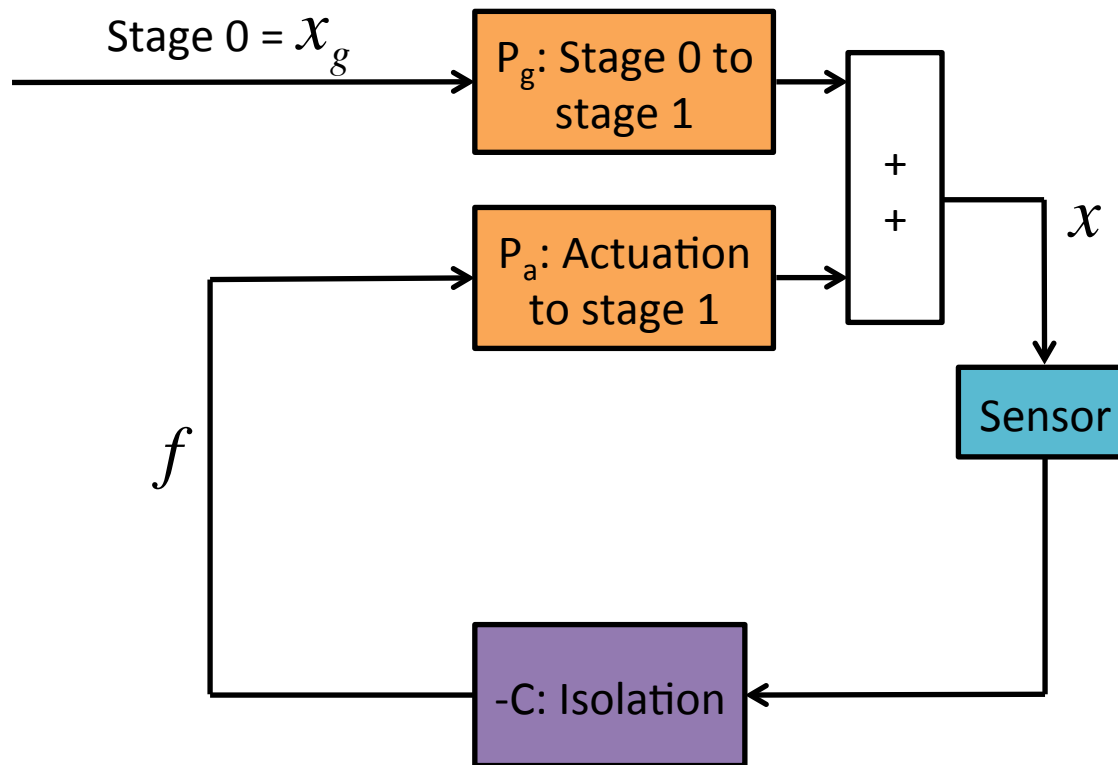 Stage 0 = x_g
P_g: Stage 0 to
stage 1
+
+
x
P_a: Actuation
to stage 1
Sensor
f
-C: Isolation